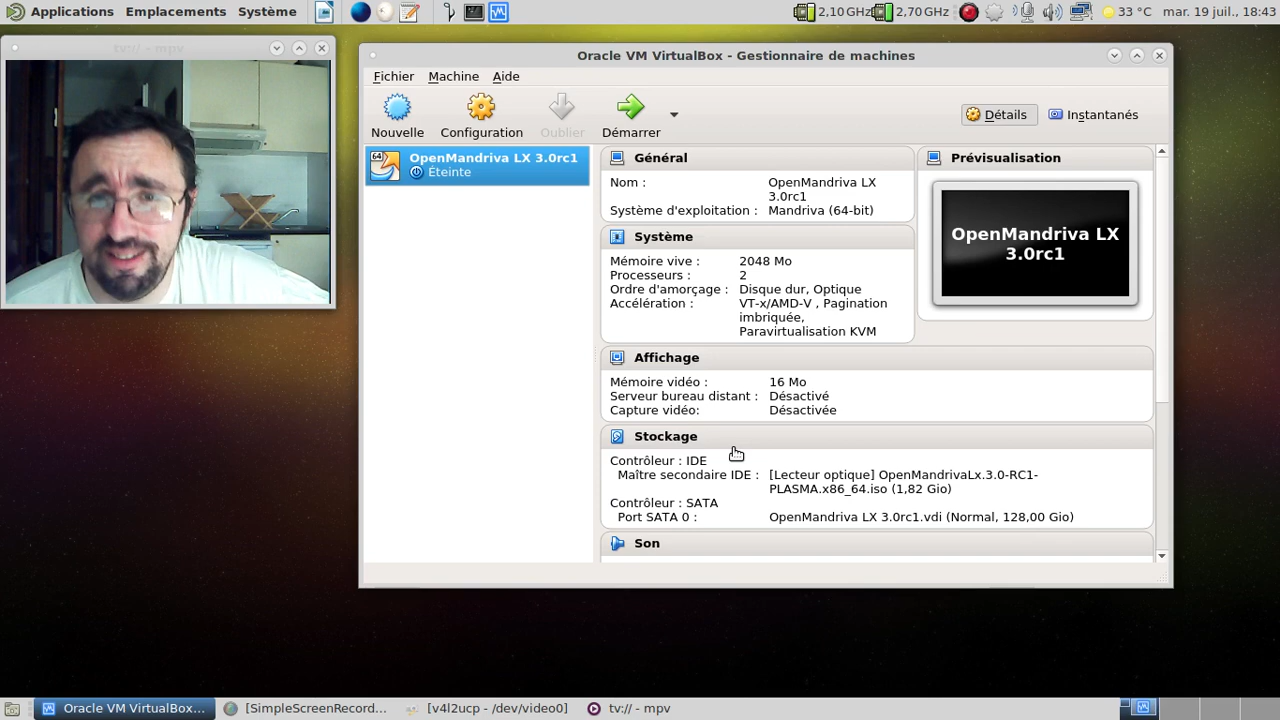 Applications Emplacements Système 2,10 GHz 2,70 GHz 33 °C mar. 19 juil., 18:43
tv:// - mpv
Oracle VM VirtualBox - Gestionnaire de machines
Fichier Machine Aide
Nouvelle Configuration Oublier Démarrer Détails Instantanés
64 OpenMandriva LX 3.0rc1
Éteinte
Général
Nom : OpenMandriva LX
3.0rc1
Système d'exploitation : Mandriva (64-bit)
Prévisualisation
OpenMandriva LX
3.0rc1
Système
Mémoire vive : 2048 Mo
Processeurs : 2
Ordre d'amorçage : Disque dur, Optique
Accélération : VT-x/AMD-V , Pagination
imbriquée,
Paravirtualisation KVM
Affichage
Mémoire vidéo : 16 Mo
Serveur bureau distant : Désactivé
Capture vidéo: Désactivée
Stockage
Contrôleur : IDE
Maître secondaire IDE : [Lecteur optique] OpenMandrivaLx.3.0-RC1-
PLASMA.x86_64.iso (1,82 Gio)
Contrôleur : SATA
Port SATA 0 : OpenMandriva LX 3.0rc1.vdi (Normal, 128,00 Gio)
Son
Oracle VM VirtualBox... [SimpleScreenRecord... [v4l2ucp - /dev/video0] tv:// - mpv